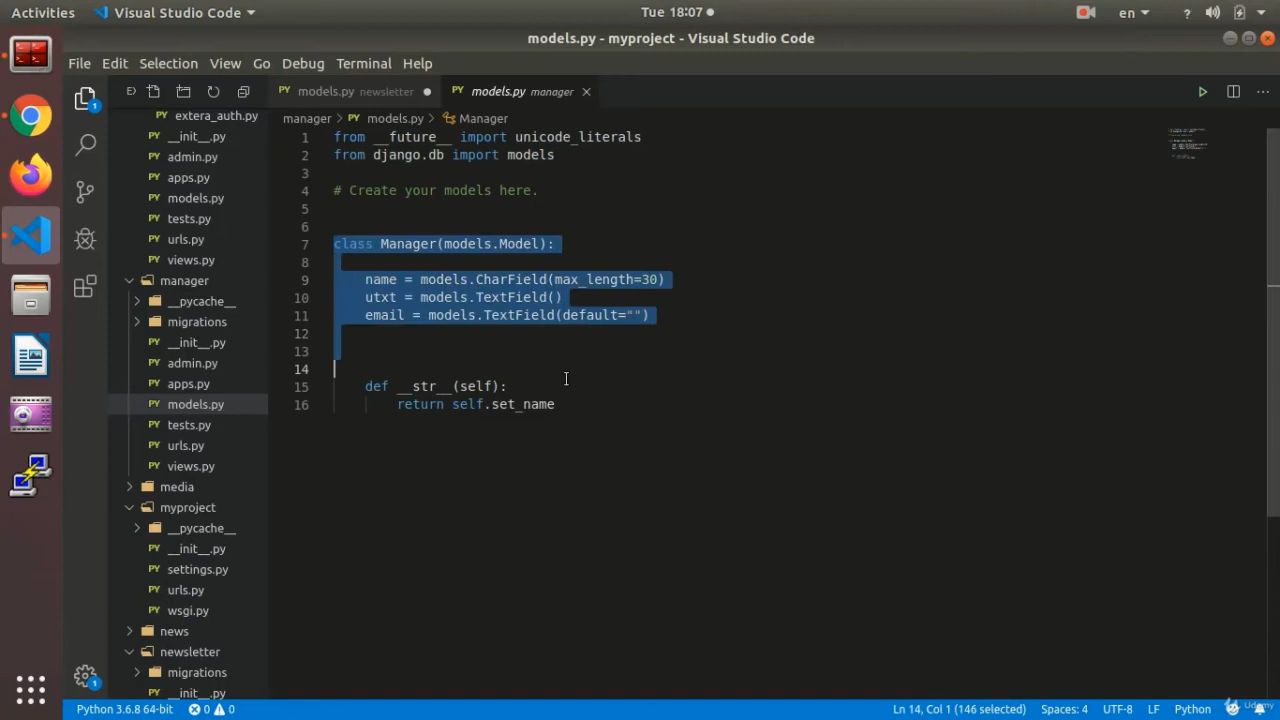 Activities Visual Studio Code Tue 18:07 en ?
models.py - myproject - Visual Studio Code
File Edit Selection View Go Debug Terminal Help
models.py newsletter models.py manager
manager > models.py > Manager
extera_auth.py
__init__.py
admin.py
apps.py
models.py
tests.py
urls.py
views.py
manager
__pycache__
migrations
__init__.py
admin.py
apps.py
models.py
tests.py
urls.py
views.py
media
myproject
__pycache__
__init__.py
settings.py
urls.py
wsgi.py
news
newsletter
migrations
__init__.py
1 from __future__ import unicode_literals
2 from django.db import models
3
4 # Create your models here.
5
6
7 class Manager(models.Model):
8
9 name = models.CharField(max_length=30)
10 utxt = models.TextField()
11 email = models.TextField(default="")
12
13
14
15 def __str__(self):
16 return self.set_name
1
1
Python 3.6.8 64-bit 0 0 Ln 14, Col 1 (146 selected) Spaces: 4 UTF-8 LF Python
Udemy